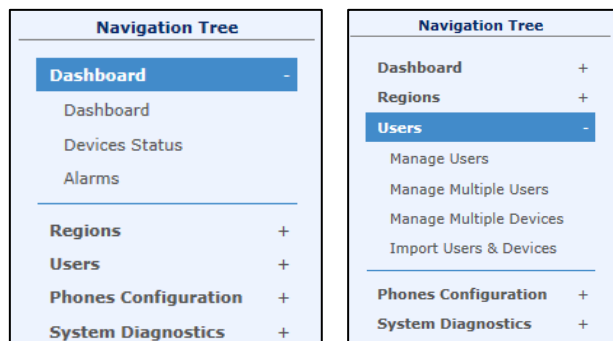 Navigation Tree
Dashboard -
Dashboard
Devices Status
Alarms
Regions +
Users +
Phones Configuration +
System Diagnostics +
Navigation Tree
Dashboard +
Regions +
Users -
Manage Users
Manage Multiple Users
Manage Multiple Devices
Import Users & Devices
Phones Configuration +
System Diagnostics +